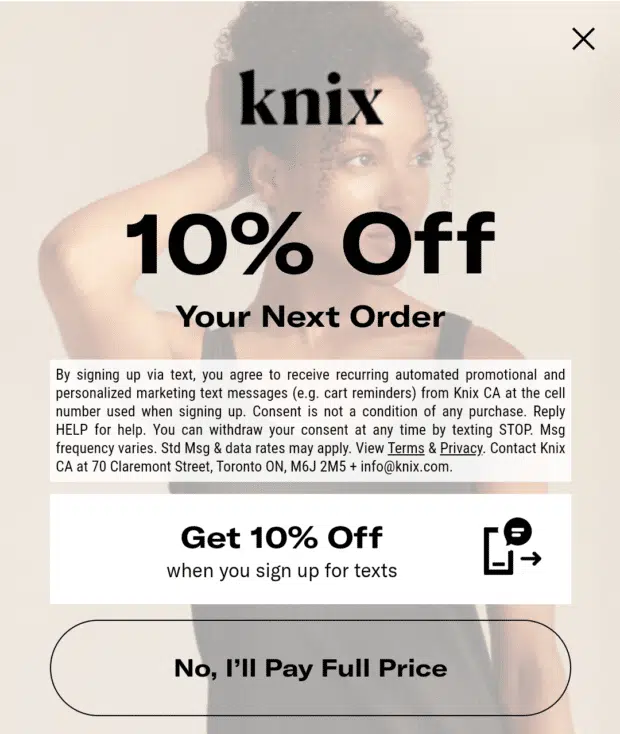 knix
10% Off
Your Next Order
By signing up via text, you agree to receive recurring automated promotional and
personalized marketing text messages (e.g. cart reminders) from Knix CA at the cell
number used when signing up. Consent is not a condition of any purchase. Reply
HELP for help. You can withdraw your consent at any time by texting STOP. Msg
frequency varies. Std Msg & data rates may apply. View Terms & Privacy. Contact Knix
CA at 70 Claremont Street, Toronto ON, M6J 2M5 + info@knix.com.
Get 10% Off
when you sign up for texts
No, I’ll Pay Full Price